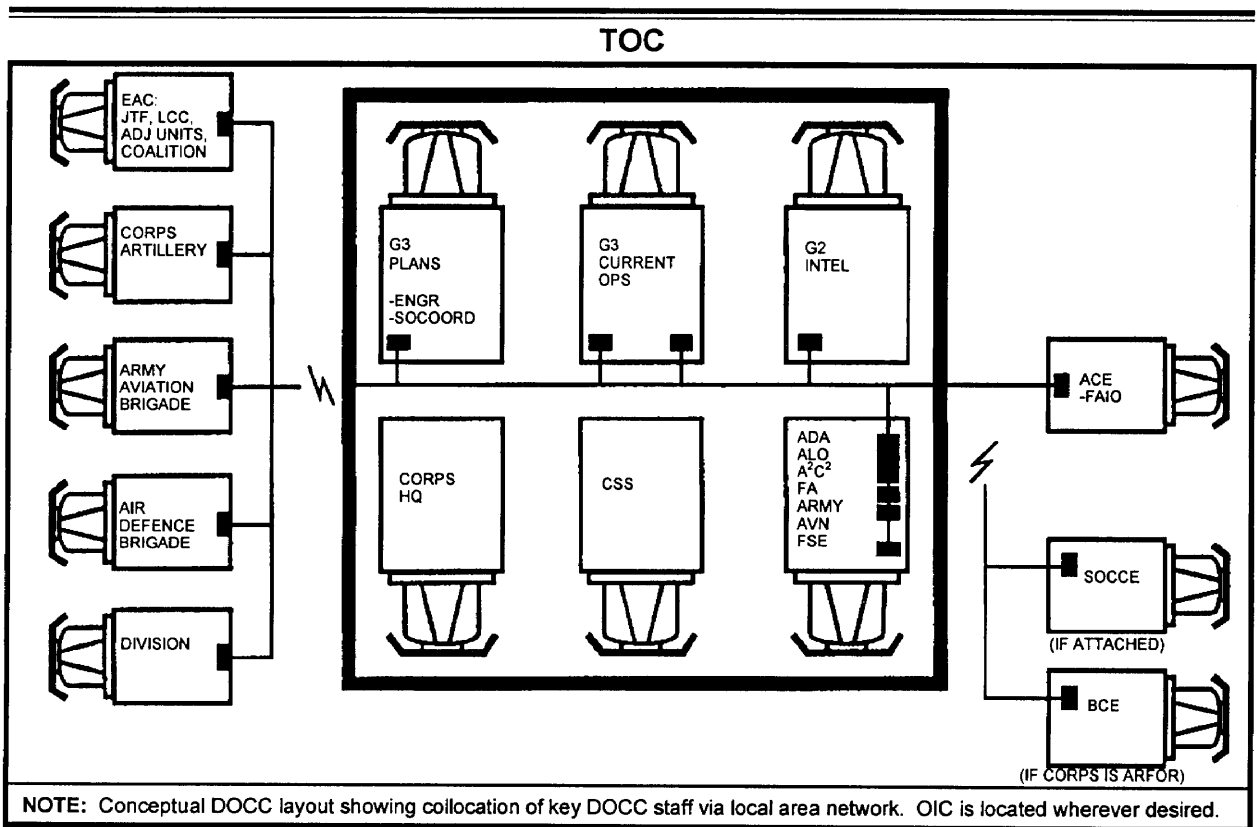 TOC
EAC:
JTF, LCC,
ADJ UNITS,
COALITION
CORPS
ARTILLERY
ARMY
AVIATION
BRIGADE
AIR
DEFENCE
BRIGADE
DIVISION
G3
PLANS
-ENGR
-SOCOORD
G3
CURRENT
OPS
G2
INTEL
CORPS
HQ
CSS
ADA
ALO
A²C²
FA
ARMY
AVN
FSE
ACE
-FAIO
SOCCE
(IF ATTACHED)
BCE
(IF CORPS IS ARFOR)
NOTE: Conceptual DOCC layout showing collocation of key DOCC staff via local area network. OIC is located wherever desired.